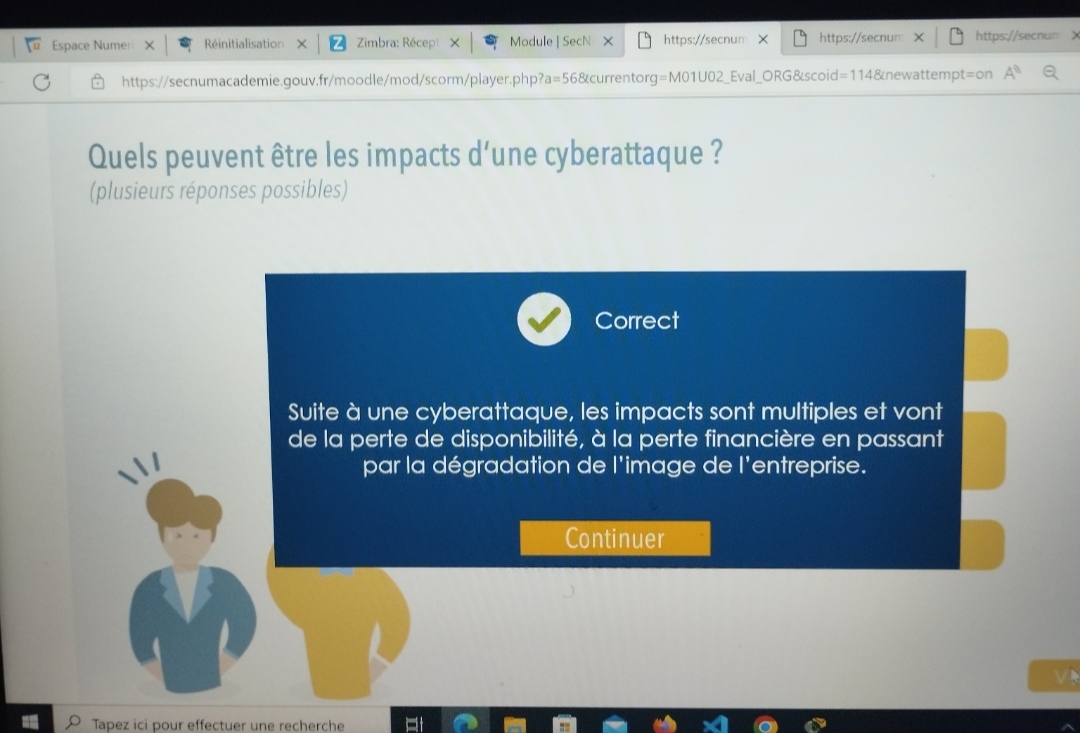 Espace Numer
Réinitialisation
Zimbra: Récept
Module | SecN
https://secnum
https://secnum
https://secnum
https://secnumacademie.gouv.fr/moodle/mod/scorm/player.php?a=56&currentorg=M01U02_Eval_ORG&scoid=114&newattempt=on
Quels peuvent être les impacts d'une cyberattaque ?
(plusieurs réponses possibles)
Correct
Suite à une cyberattaque, les impacts sont multiples et vont
de la perte de disponibilité, à la perte financière en passant
par la dégradation de l'image de l'entreprise.
Continuer
Tapez ici pour effectuer une recherche